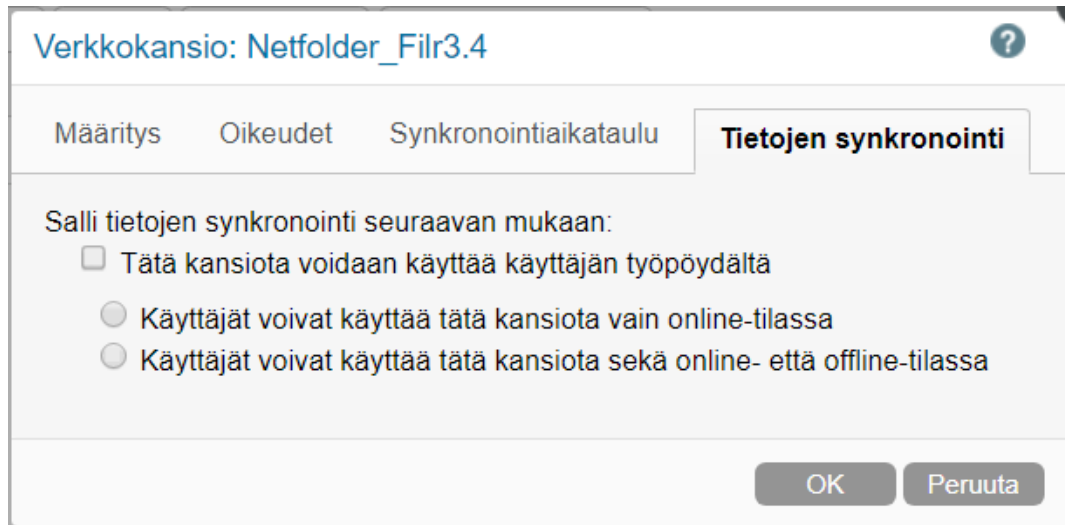 Verkkokansio: Netfolder_Filr3.4 ?
Määritys Oikeudet Synkronointiaikataulu Tietojen synkronointi
Salli tietojen synkronointi seuraavan mukaan:
Tätä kansiota voidaan käyttää käyttäjän työpöydältä
Käyttäjät voivat käyttää tätä kansiota vain online-tilassa
Käyttäjät voivat käyttää tätä kansiota sekä online- että offline-tilassa
OK Peruuta